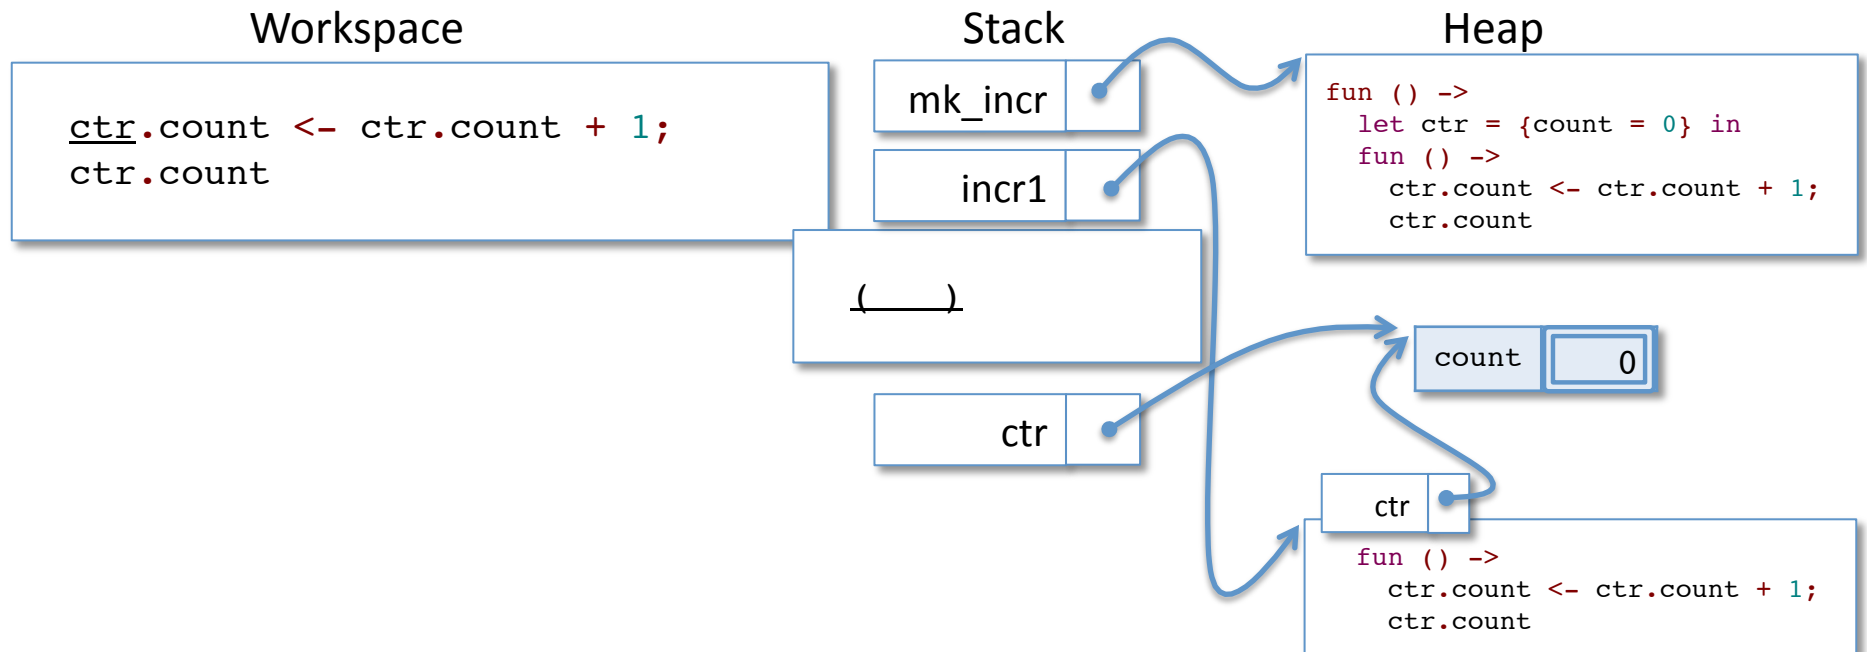 Workspace
Stack
Heap
ctr.count <- ctr.count + 1;
ctr.count
mk_incr
incr1
(    )
ctr
fun () ->
  let ctr = {count = 0} in
  fun () ->
    ctr.count <- ctr.count + 1;
    ctr.count
count 0
ctr
fun () ->
  ctr.count <- ctr.count + 1;
  ctr.count